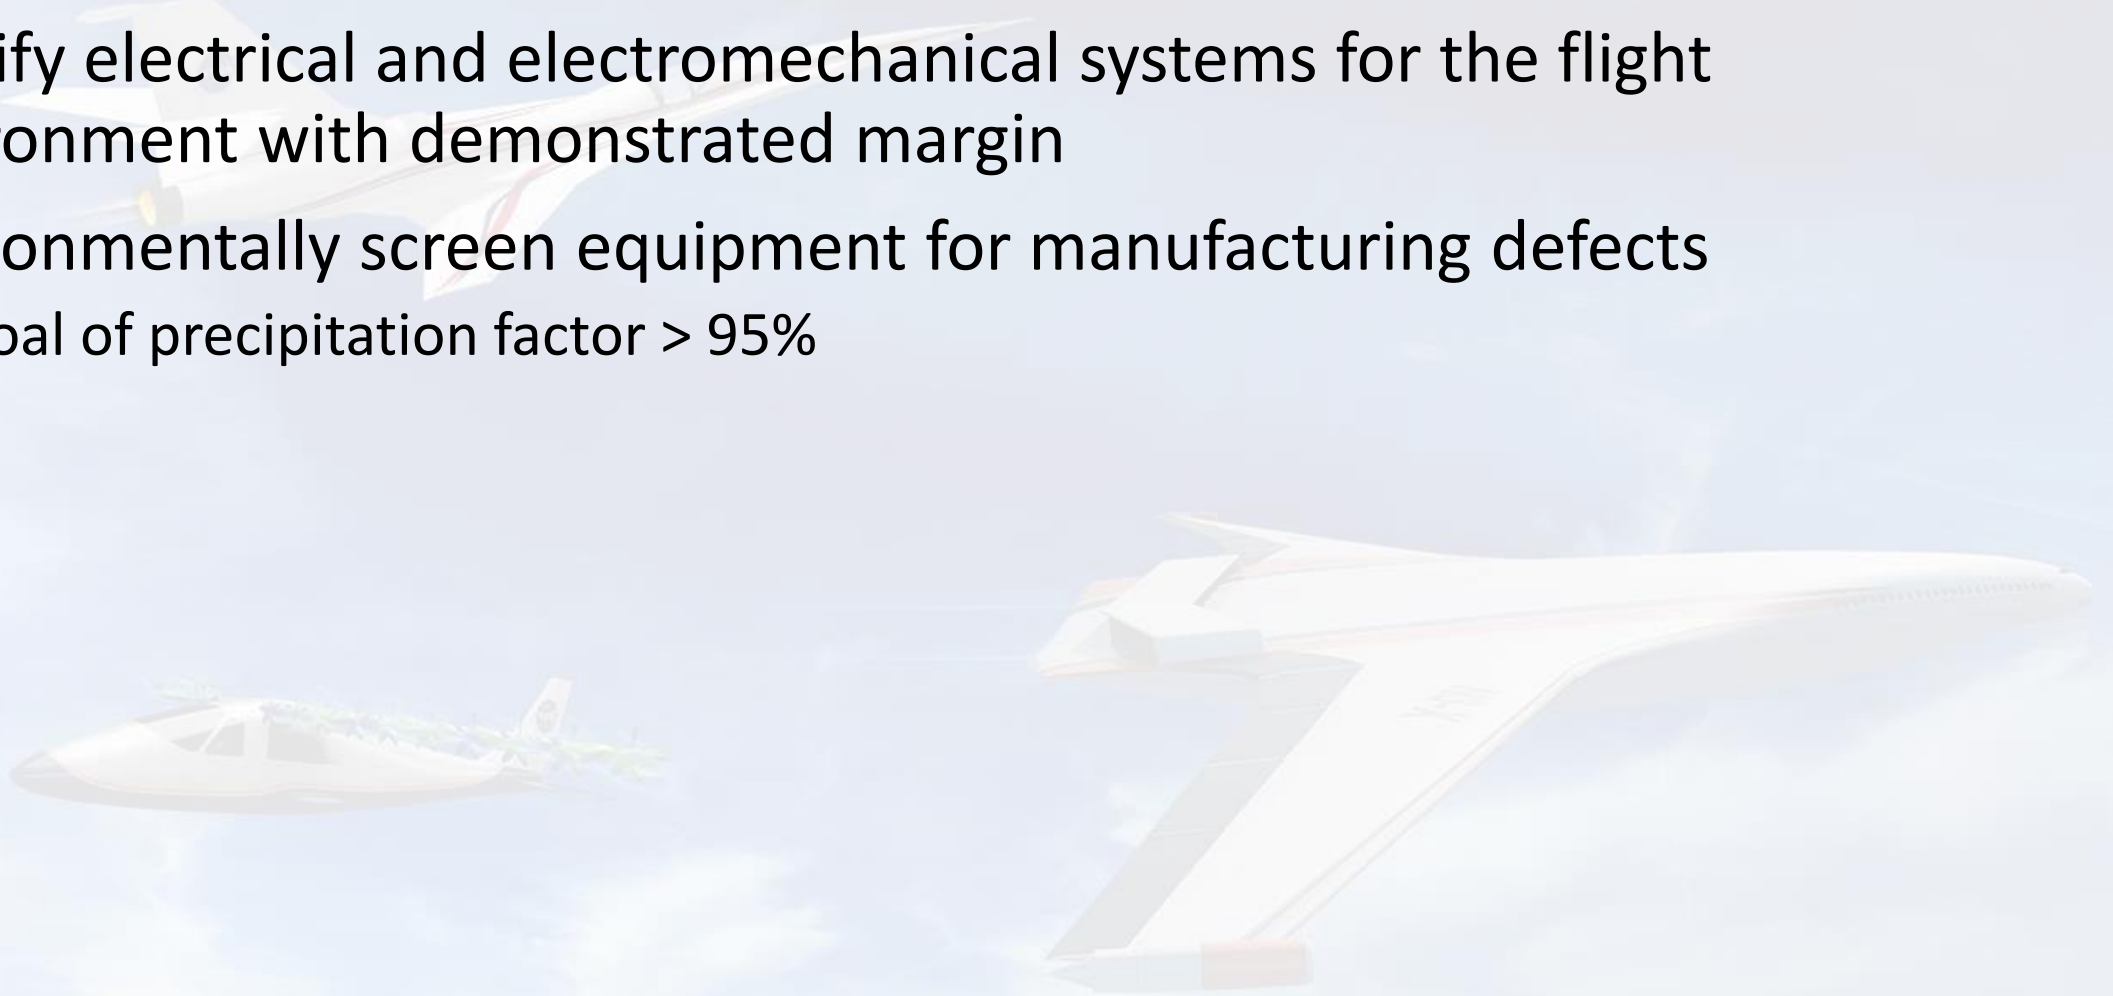 ify electrical and electromechanical systems for the flight
onment with demonstrated margin
onmentally screen equipment for manufacturing defects
oal of precipitation factor > 95%